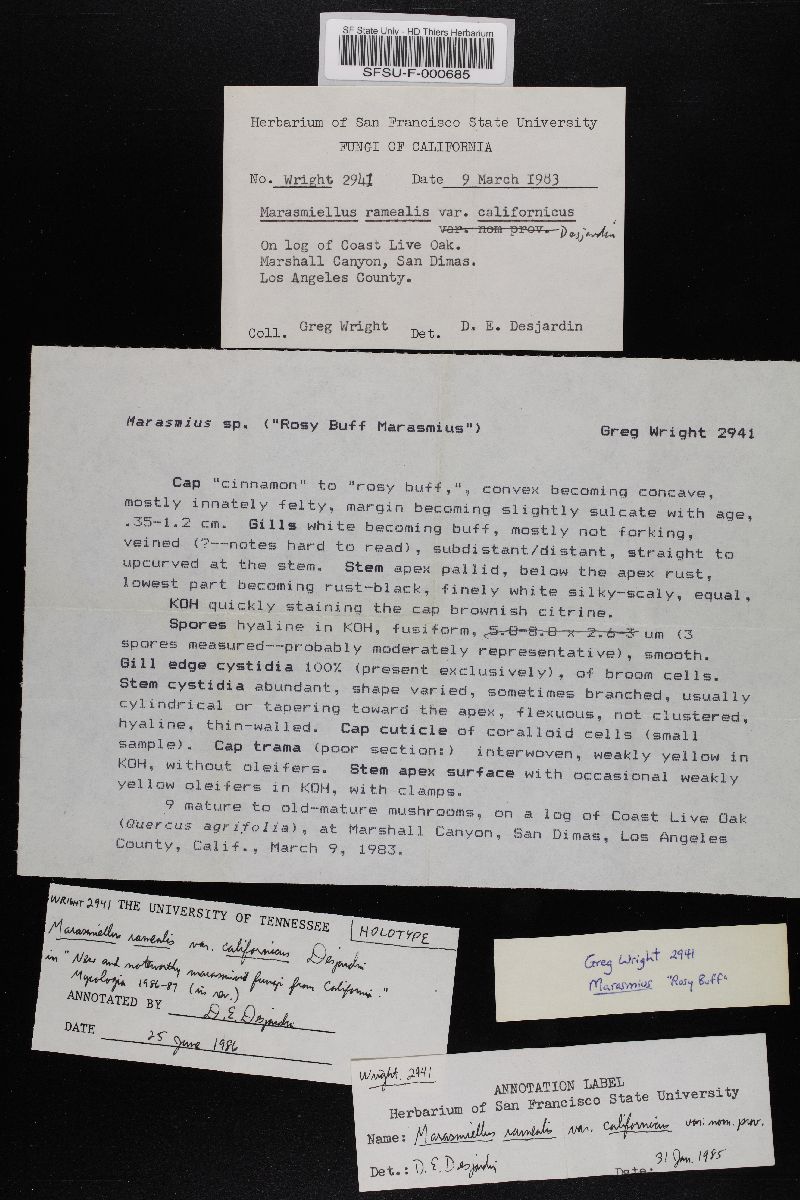 SF State Univ - HD Thiers Herbarium
SFSU-F-000685
Herbarium of San Francisco State University
FUNGI OF CALIFORNIA
No. Wright 2941 Date 9 March 1983
Marasmiellus ramealis var. californicus
var. nom prov. Desjardin
On log of Coast Live Oak.
Marshall Canyon, San Dimas.
Los Angeles County.
Coll. Greg Wright Det. D. E. Desjardin
Marasmius sp. ("Rosy Buff Marasmius") Greg Wright 2941
Cap "cinnamon" to "rosy buff,", convex becoming concave,
mostly innately felty, margin becoming slightly sulcate with age,
.35-1.2 cm. Gills white becoming buff, mostly not forking,
veined (?--notes hard to read), subdistant/distant, straight to
upcurved at the stem. Stem apex pallid, below the apex rust,
lowest part becoming rust-black, finely white silky-scaly, equal,
KOH quickly staining the cap brownish citrine.
Spores hyaline in KOH, fusiform, 5.8-8.8 x 2.6-3 um (3
spores measured--probably moderately representative), smooth.
Gill edge cystidia 100% (present exclusively), of broom cells.
Stem cystidia abundant, shape varied, sometimes branched, usually
cylindrical or tapering toward the apex, flexuous, not clustered,
hyaline, thin-walled. Cap cuticle of coralloid cells (small
sample). Cap trama (poor section:) interwoven, weakly yellow in
KOH, without oleifers. Stem apex surface with occasional weakly
yellow oleifers in KOH, with clamps.
9 mature to old-mature mushrooms, on a log of Coast Live Oak
(Quercus agrifolia), at Marshall Canyon, San Dimas, Los Angeles
County, Calif., March 9, 1983.
WRIGHT 2941 THE UNIVERSITY OF TENNESSEE HOLOTYPE
Marasmiellus ramealis var. californicus Desjardin
in "New and noteworthy marasmioid fungi from California."
Mycologia 1986-87 (in rev.)
ANNOTATED BY D.E. Desjardin
DATE 25 June 1986
Greg Wright 2941
Marasmius "Rosy Buff"
Wright 2941
ANNOTATION LABEL
Herbarium of San Francisco State University
Name: Marasmiellus ramealis var. californicus var. nom. prov.
Det.: D.E. Desjardin Date: 31 Jan. 1985